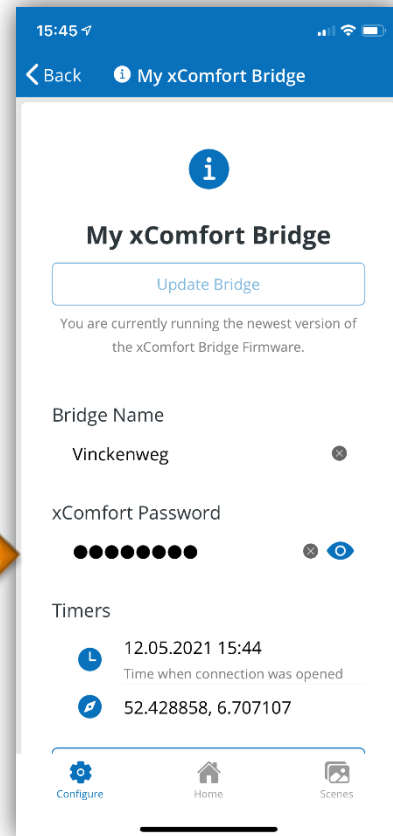 15:45
Back
My xComfort Bridge
My xComfort Bridge
Update Bridge
You are currently running the newest version of
the xComfort Bridge Firmware.
Bridge Name
Vinckenweg
xComfort Password
●●●●●●●●
Timers
12.05.2021 15:44
Time when connection was opened
52.428858, 6.707107
Configure
Home
Scenes